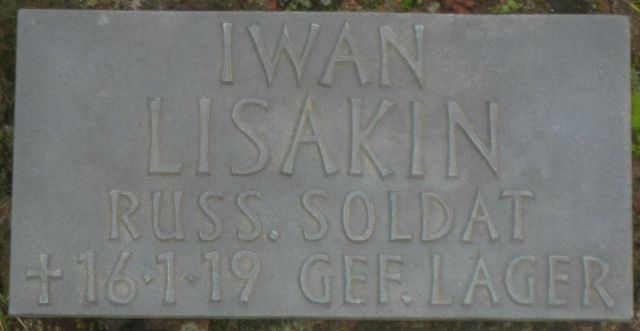 IWAN
LISAKIN
RUSS. SOLDAT
+16·1·19 GEF. LAGER